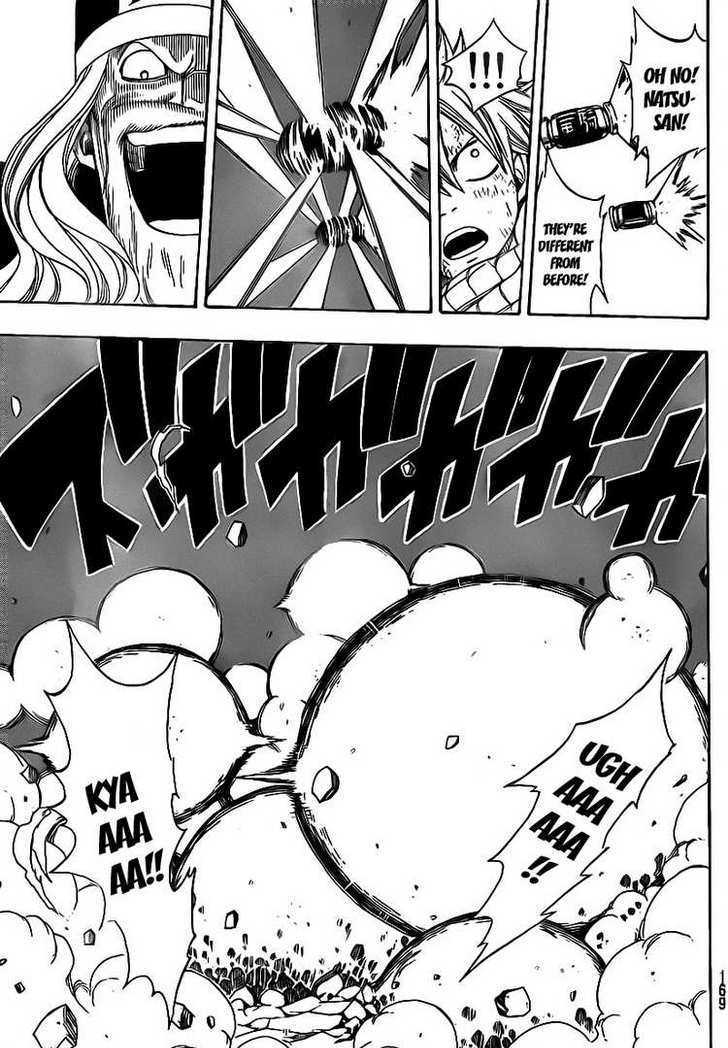 OH NO!
NATSU-
SAN!
THEY'RE
DIFFERENT
FROM
BEFORE!
!!!
ズガガガガガガ
UGH
AAA
AAA
!!
KYA
AAA
AA!!
169